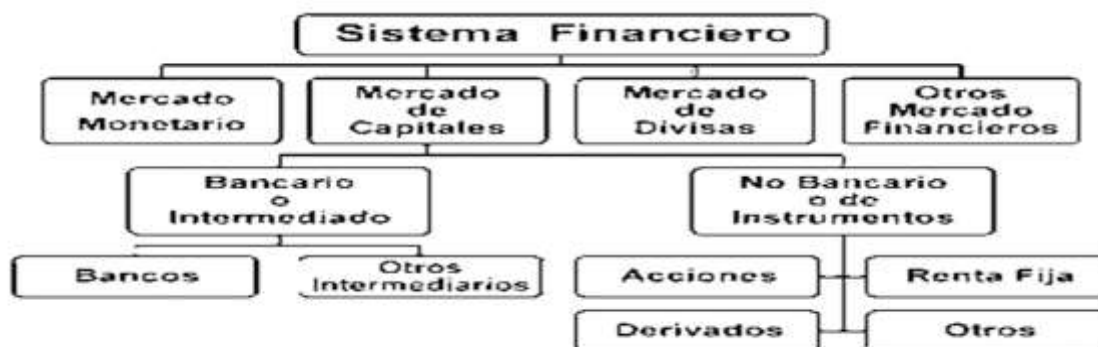 Sistema Financiero
Mercado
Monetario
Mercado
de
Capitales
Mercado
de
Divisas
Otros
Mercado
Financieros
Bancario
o
Intermediado
No Bancario
o de
Instrumentos
Bancos
Otros
Intermediarios
Acciones
Renta Fija
Derivados
Otros